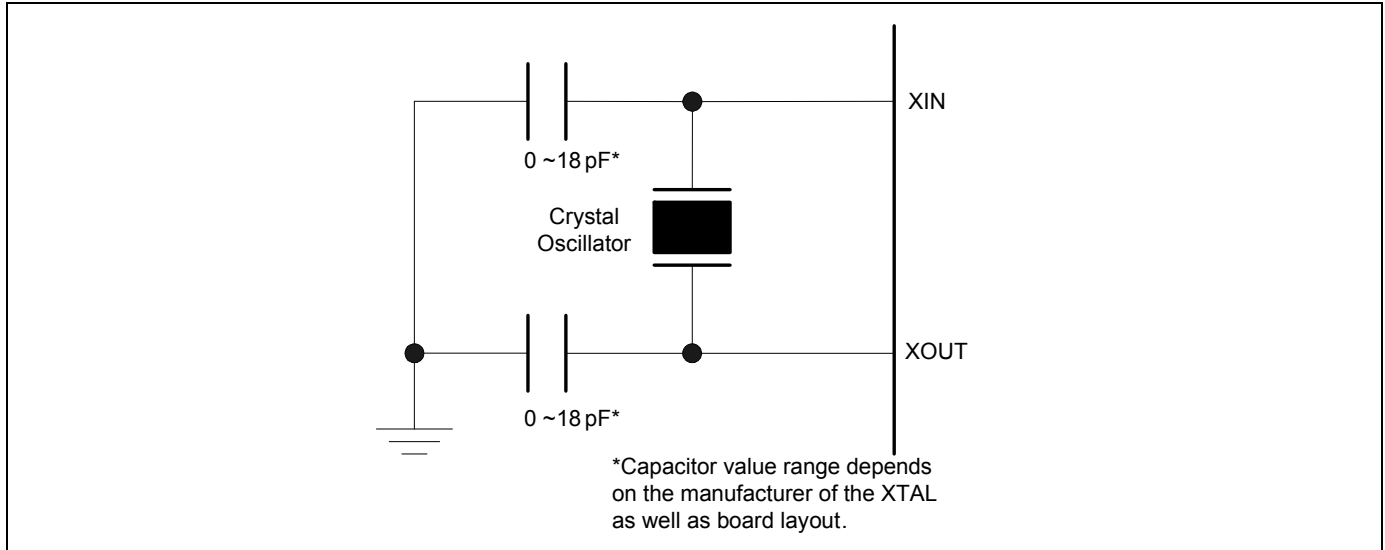 XIN
0 ~18 pF*
Crystal
Oscillator
XOUT
0 ~18 pF*
*Capacitor value range depends
on the manufacturer of the XTAL
as well as board layout.